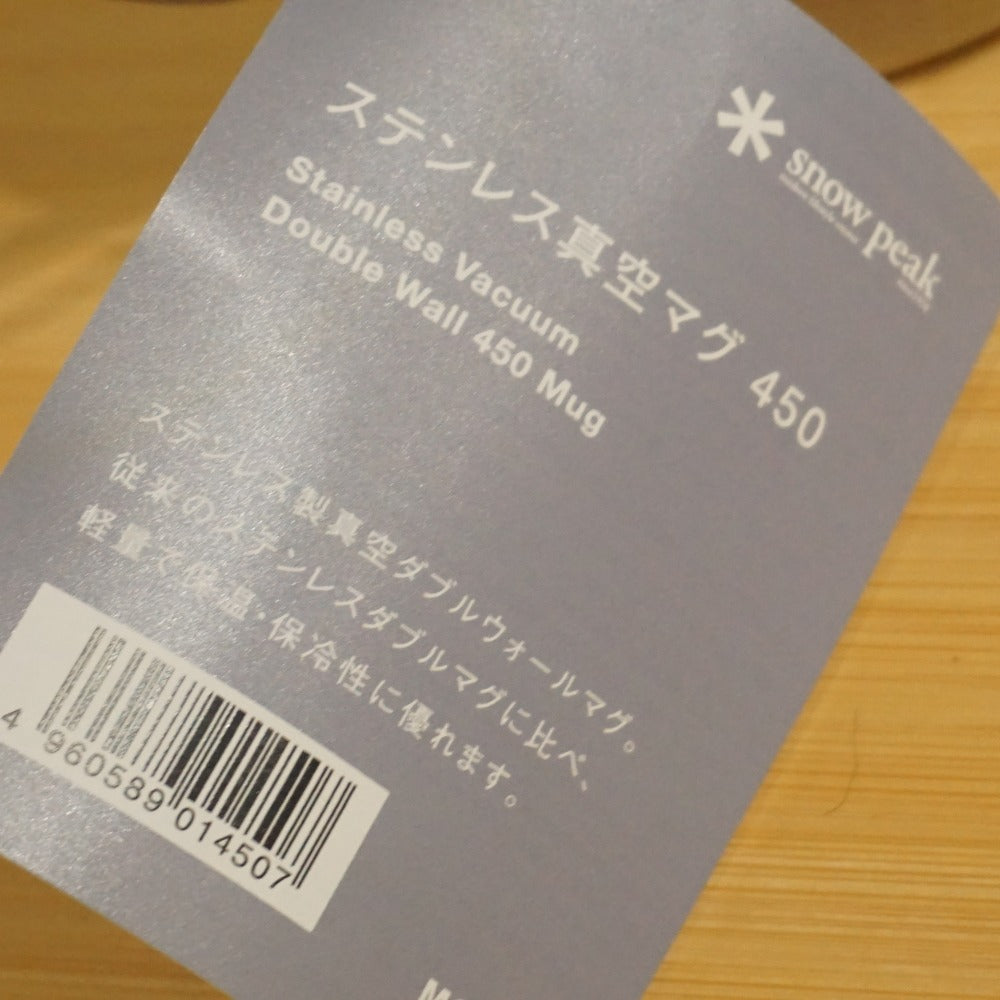 snow peak
ステンレス真空マグ 450
Stainless Vacuum
Double Wall 450 Mug
ステンレス製真空ダブルウォールマグ。
従来のステンレスダブルマグに比べ、
軽量で保温・保冷性に優れます。
4 960589 014507